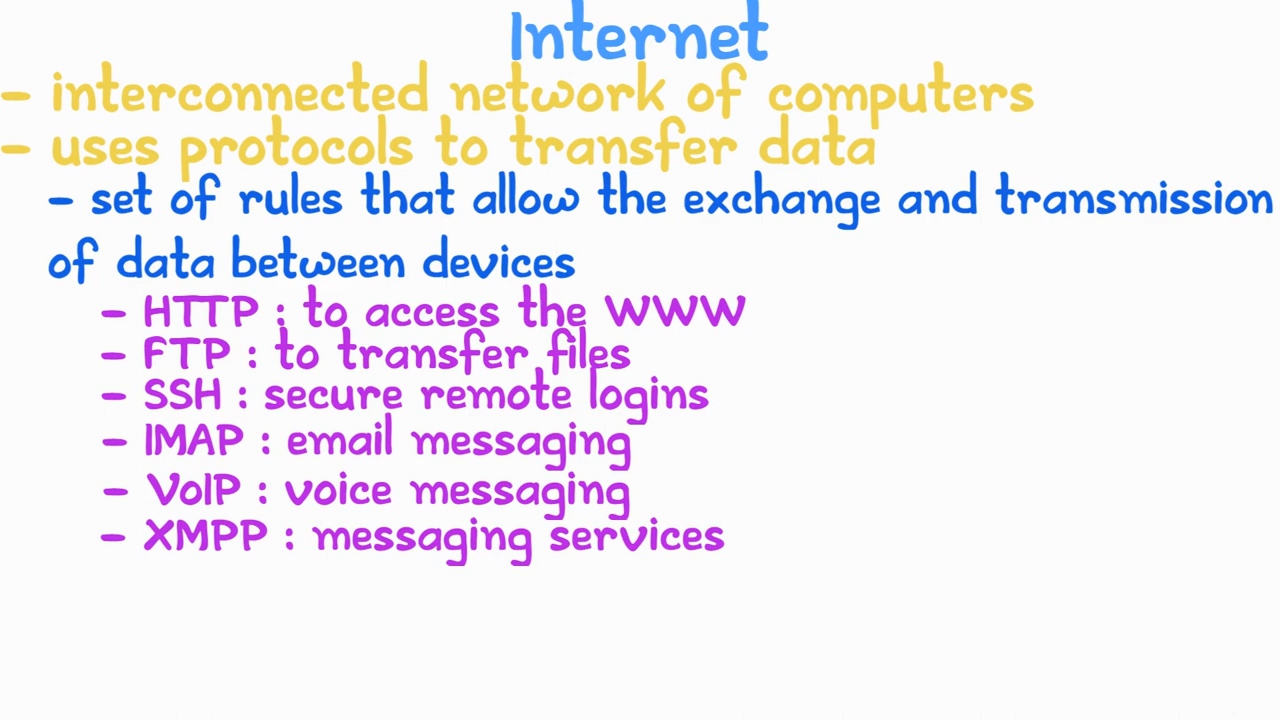 Internet
- interconnected network of computers
- uses protocols to transfer data
- set of rules that allow the exchange and transmission
of data between devices
- HTTP : to access the WWW
- FTP : to transfer files
- SSH : secure remote logins
- IMAP : email messaging
- VoIP : voice messaging
- XMPP : messaging services